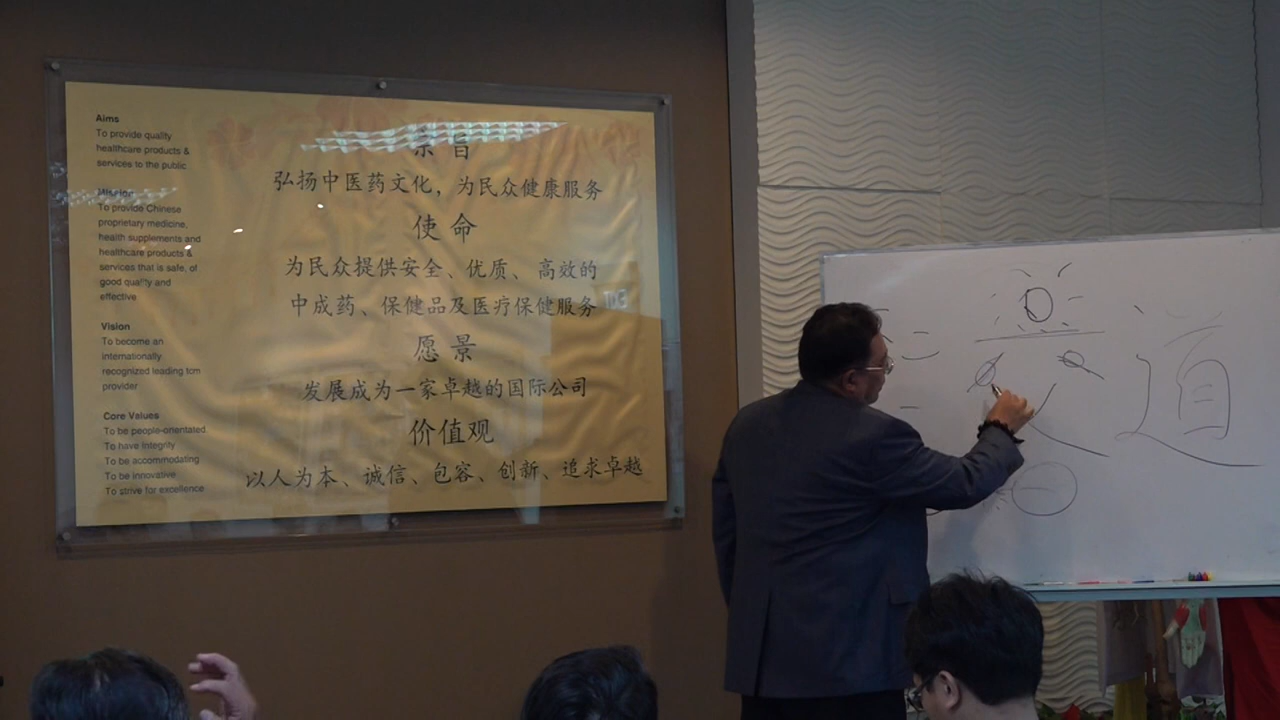 Aims
To provide quality
healthcare products &
services to the public
Mission
To provide Chinese
proprietary medicine,
health supplements and
healthcare products &
services that is safe, of
good quality and
effective
Vision
To become an
internationally
recognized leading tcm
provider
Core Values
To be people-orientated.
To have integrity
To be accommodating
To be innovative
To strive for excellence
宗旨
弘扬中医药文化，为民众健康服务
使命
为民众提供安全、优质、高效的
中成药、保健品及医疗保健服务
愿景
发展成为一家卓越的国际公司
价值观
以人为本、诚信、包容、创新、追求卓越
道